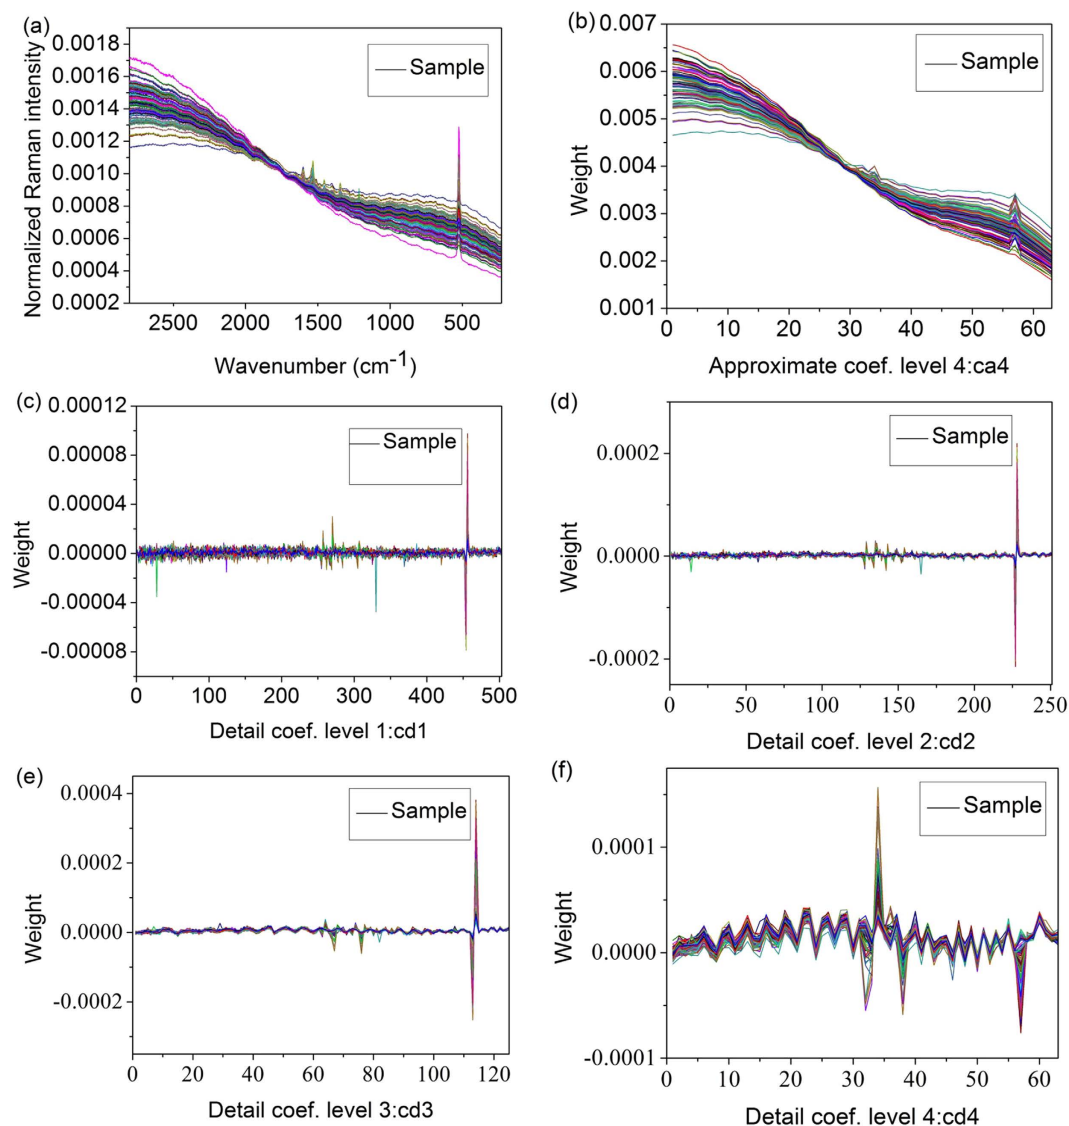 (a)
0.0018
0.0016
0.0014
0.0012
0.0010
0.0008
0.0006
0.0004
0.0002
Normalized Raman intensity
Sample
2500 2000 1500 1000 500
Wavenumber (cm-1)
(b)
0.007
0.006
0.005
0.004
0.003
0.002
0.001
Weight
Sample
0 10 20 30 40 50 60
Approximate coef. level 4:ca4
(c)
0.00012
0.00008
0.00004
0.00000
-0.00004
-0.00008
Weight
Sample
0 100 200 300 400 500
Detail coef. level 1:cd1
(d)
0.0002
0.0000
-0.0002
Weight
Sample
0 50 100 150 200 250
Detail coef. level 2:cd2
(e)
0.0004
0.0002
0.0000
-0.0002
Weight
Sample
0 20 40 60 80 100 120
Detail coef. level 3:cd3
(f)
0.0001
0.0000
-0.0001
Weight
Sample
0 10 20 30 40 50 60
Detail coef. level 4:cd4